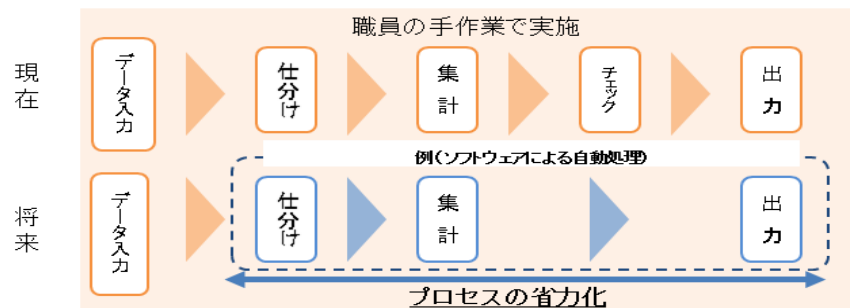 職員の手作業で実施
現在
データ入力
仕分け
集計
チェック
出力
例(ソフトウェアによる自動処理)
将来
データ入力
仕分け
集計
出力
プロセスの省力化